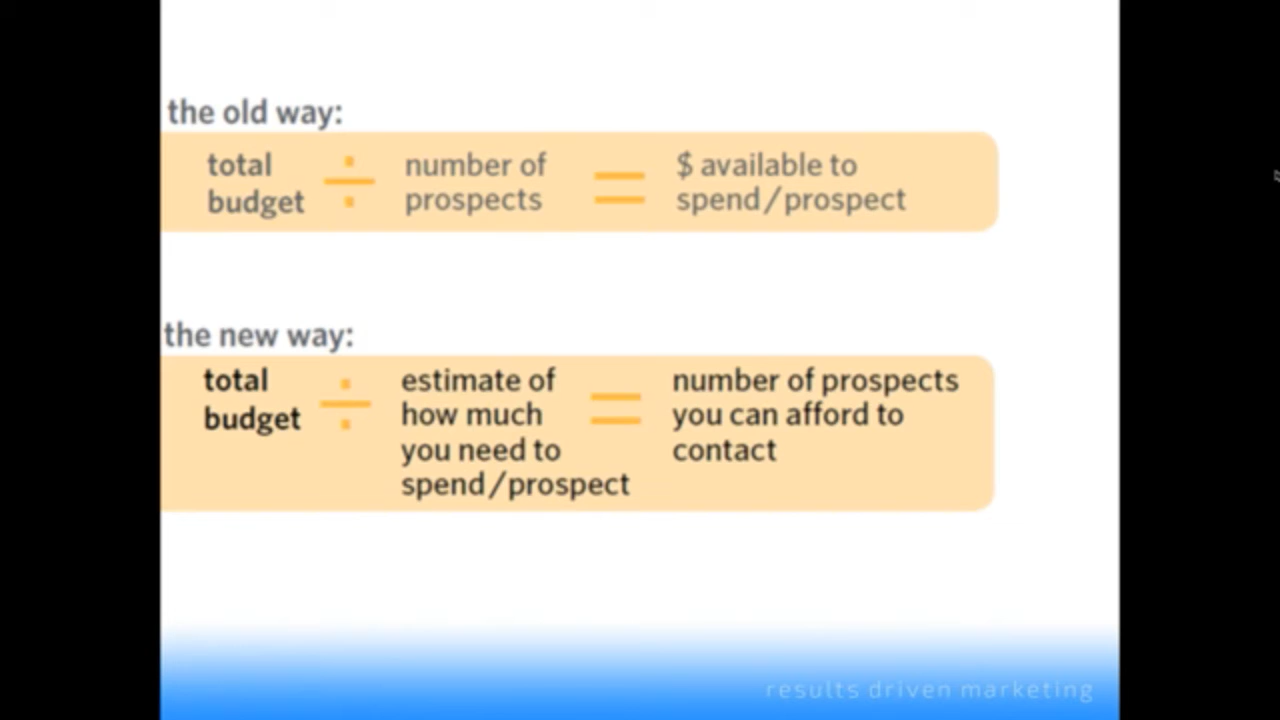 the old way:
total ÷ number of = $ available to
budget prospects spend/prospect
the new way:
total ÷ estimate of = number of prospects
budget how much you can afford to
you need to contact
spend/prospect
results driven marketing